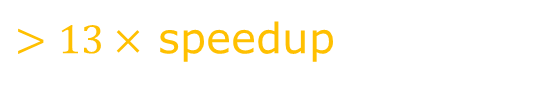 > 13 × speedup